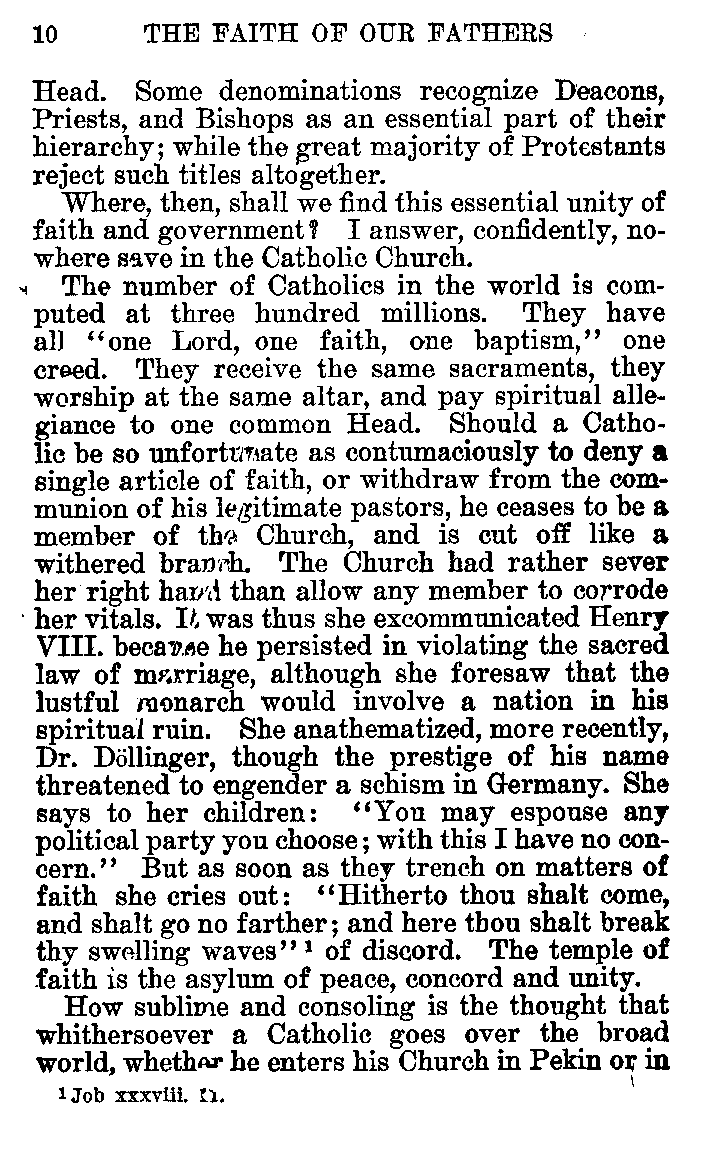 10 THE FAITH OF OUR FATHERS
Head. Some denominations recognize Deacons,
Priests, and Bishops as an essential part of their
hierarchy; while the great majority of Protestants
reject such titles altogether.
Where, then, shall we find this essential unity of
faith and government? I answer, confidently, no-
where save in the Catholic Church.
The number of Catholics in the world is com-
puted at three hundred millions. They have
all "one Lord, one faith, one baptism," one
creed. They receive the same sacraments, they
worship at the same altar, and pay spiritual alle-
giance to one common Head. Should a Catho-
lic be so unfortunate as contumaciously to deny a
single article of faith, or withdraw from the com-
munion of his legitimate pastors, he ceases to be a
member of the Church, and is cut off like a
withered branch. The Church had rather sever
her right hand than allow any member to corrode
her vitals. It was thus she excommunicated Henry
VIII. because he persisted in violating the sacred
law of marriage, although she foresaw that the
lustful monarch would involve a nation in his
spiritual ruin. She anathematized, more recently,
Dr. Döllinger, though the prestige of his name
threatened to engender a schism in Germany. She
says to her children: "You may espouse any
political party you choose; with this I have no con-
cern." But as soon as they trench on matters of
faith she cries out: "Hitherto thou shalt come,
and shalt go no farther; and here thou shalt break
thy swelling waves" 1 of discord. The temple of
faith is the asylum of peace, concord and unity.
How sublime and consoling is the thought that
whithersoever a Catholic goes over the broad
world, whether he enters his Church in Pekin or in
1 Job xxxviii.